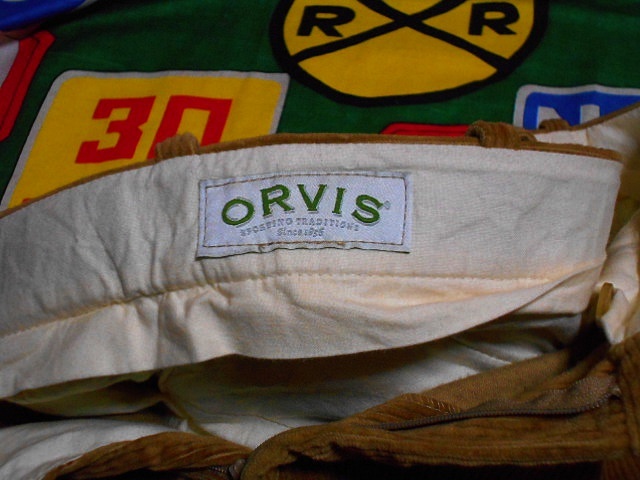 R R
30
N
ORVIS®
SPORTING TRADITIONS
Since 1856